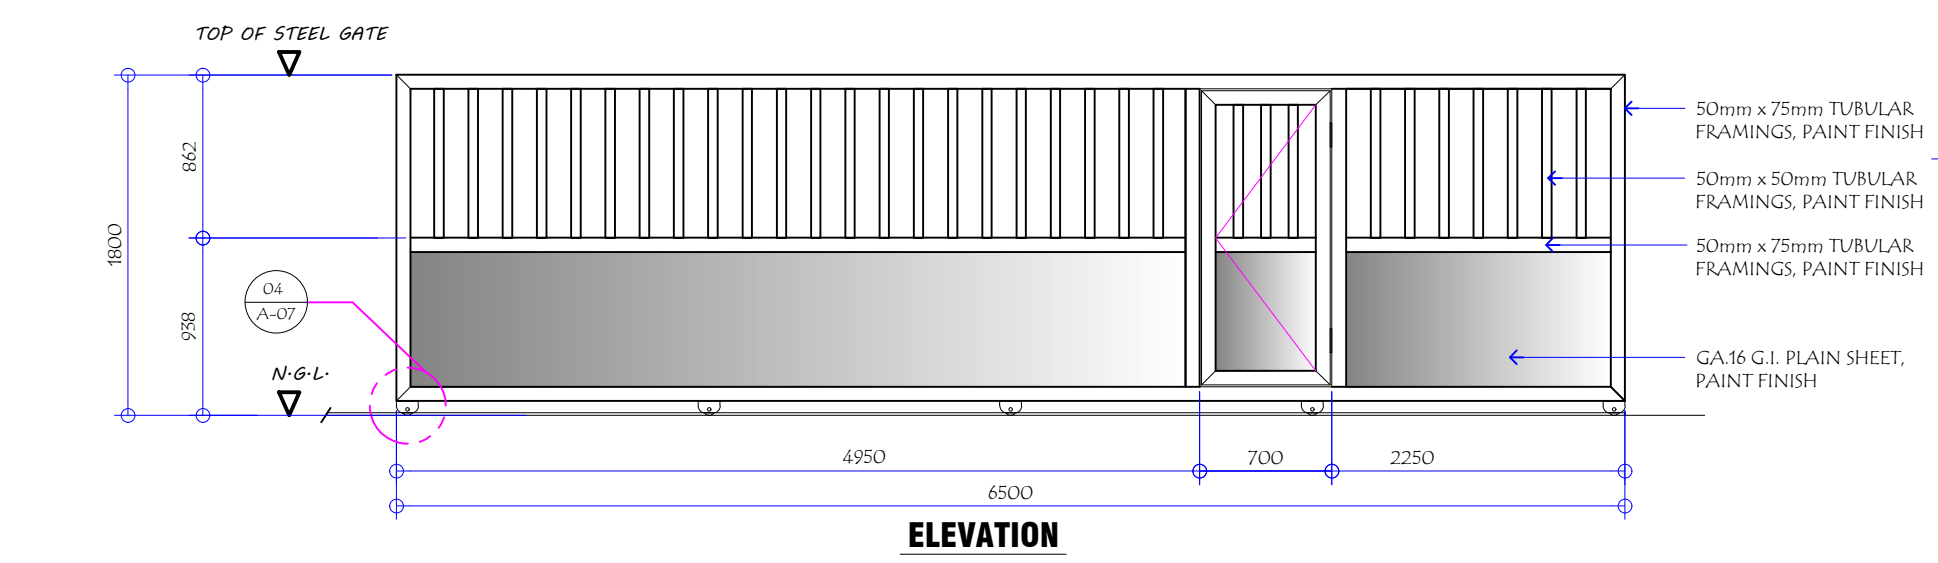 TOP OF STEEL GATE
50mm x 75mm TUBULAR
FRAMINGS, PAINT FINISH
862
50mm x 50mm TUBULAR
FRAMINGS, PAINT FINISH
1800
50mm x 75mm TUBULAR
FRAMINGS, PAINT FINISH
04
A-07
938
GA.16 G.I. PLAIN SHEET,
PAINT FINISH
N.G.L.
4950
700
2250
6500
ELEVATION